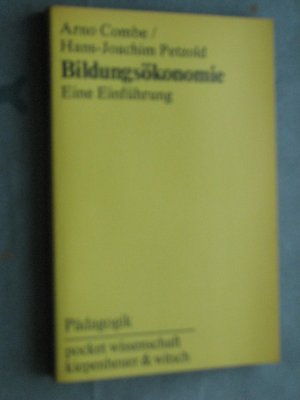 Arno Combe /
Hans-Joachim Petzold
Bildungsökonomie
Eine Einführung
Pädagogik
pocket wissenschaft
kiepenheuer & witsch